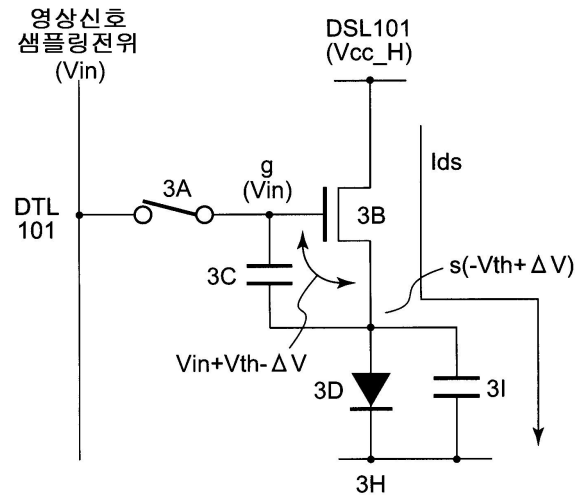 영상신호
샘플링전위
(Vin)
DSL101
(Vcc_H)
Ids
g
(Vin)
3A
DTL
101
3B
3C
s(-Vth+ΔV)
Vin+Vth-ΔV
3D
3I
3H